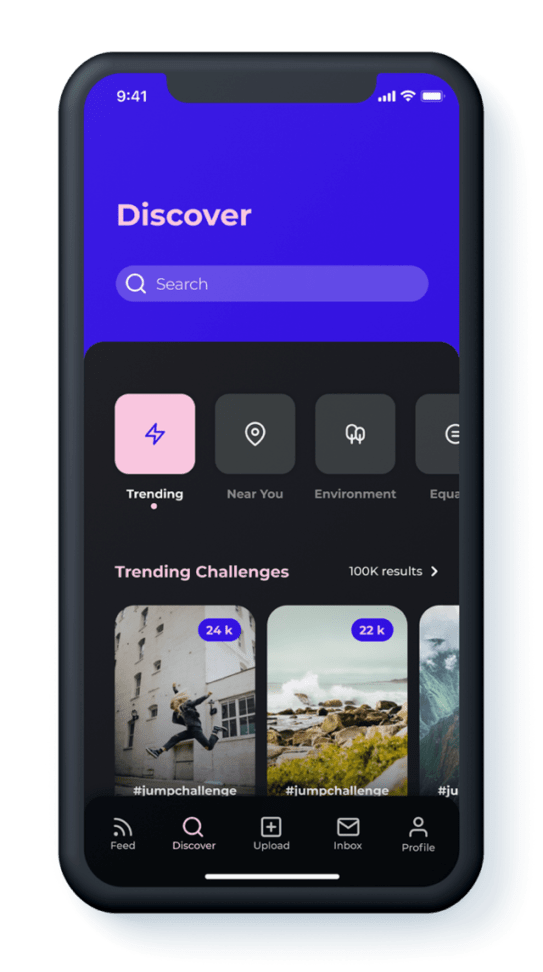 9:41
Discover
Search
Trending
Near You
Environment
Equa
Trending Challenges
100K results
24 k
22 k
#jumpchallenge
#jumpchallenge
#ju
Feed
Discover
Upload
Inbox
Profile